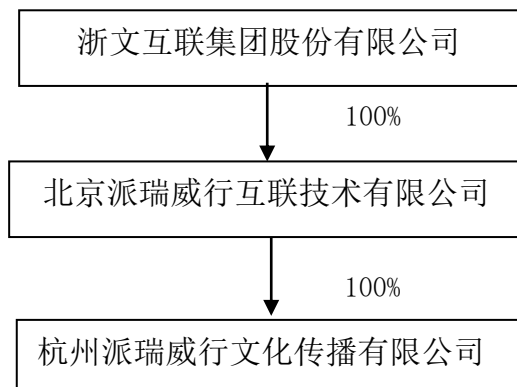 浙文互联集团股份有限公司
100%
北京派瑞威行互联技术有限公司
100%
杭州派瑞威行文化传播有限公司